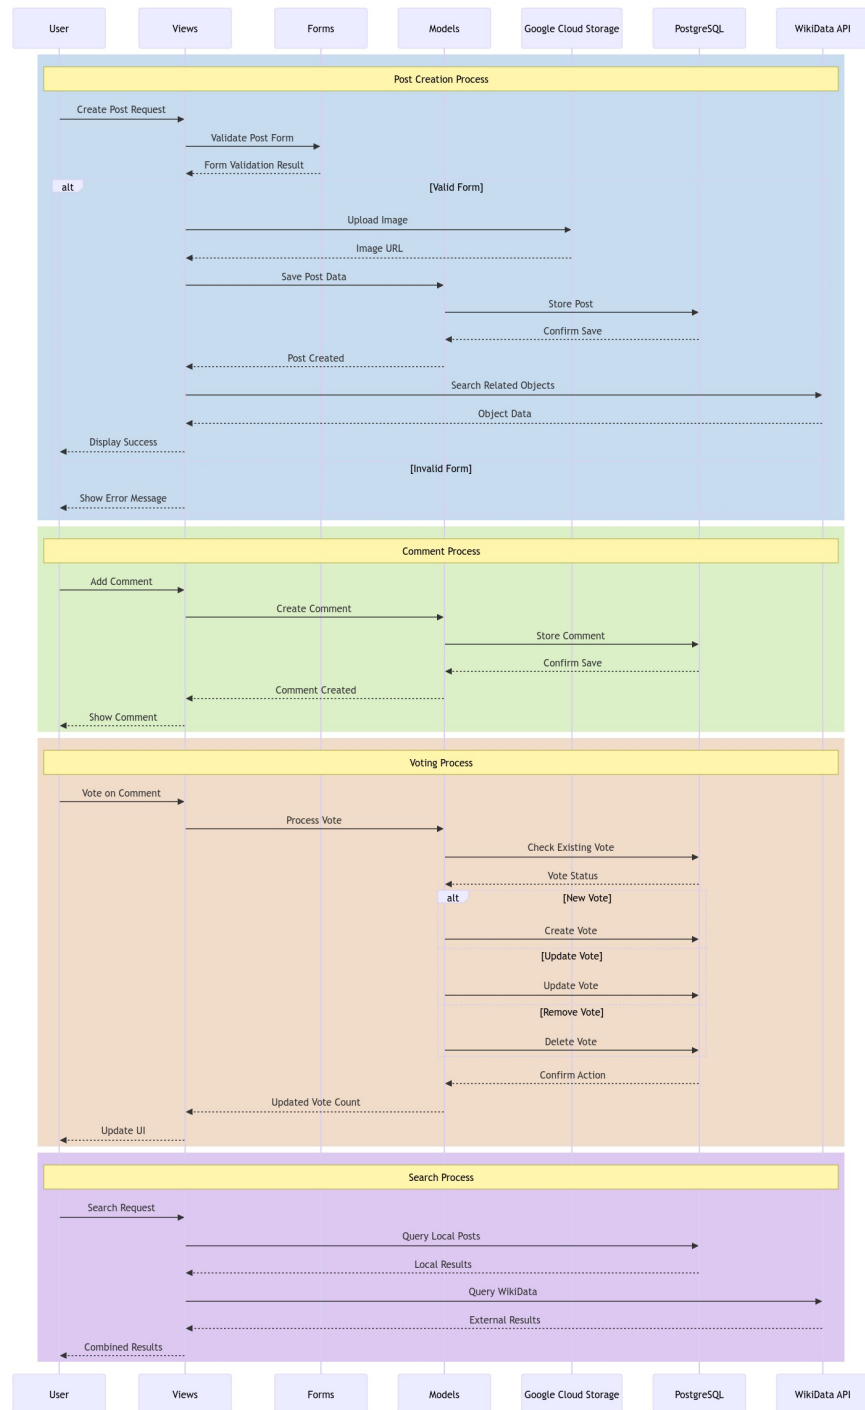 User Views Forms Models Google Cloud Storage PostgreSQL WikiData API
Post Creation Process
Create Post Request
Validate Post Form
Form Validation Result
alt [Valid Form]
Upload Image
Image URL
Save Post Data
Store Post
Confirm Save
Post Created
Search Related Objects
Object Data
Display Success
[Invalid Form]
Show Error Message
Comment Process
Add Comment
Create Comment
Store Comment
Confirm Save
Comment Created
Show Comment
Voting Process
Vote on Comment
Process Vote
Check Existing Vote
Vote Status
alt [New Vote]
Create Vote
[Update Vote]
Update Vote
[Remove Vote]
Delete Vote
Confirm Action
Updated Vote Count
Update UI
Search Process
Search Request
Query Local Posts
Local Results
Query WikiData
External Results
Combined Results
User Views Forms Models Google Cloud Storage PostgreSQL WikiData API